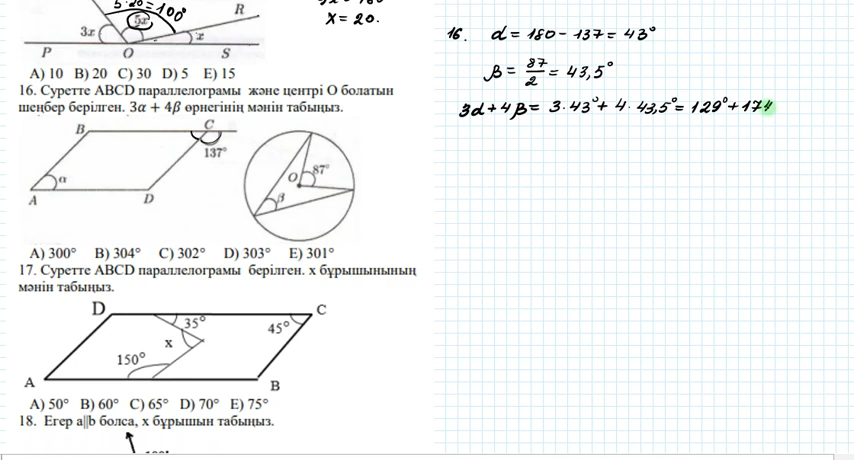 5·20=100°
R
x = 20.
5x
3x
x
P
O
S
A) 10 B) 20 C) 30 D) 5 E) 15
16. Суретте ABCD параллелограмы және центрі О болатын
шеңбер берілген. 3α + 4β өрнегінің мәнін табыңыз.
B
C
137°
α
A
D
O
87°
β
A) 300° B) 304° C) 302° D) 303° E) 301°
17. Суретте ABCD параллелограмы берілген. x бұрышынының
мәнін табыңыз.
D
C
35°
45°
x
150°
A
B
A) 50° B) 60° C) 65° D) 70° E) 75°
18. Егер a||b болса, x бұрышын табыңыз.
16. α = 180 - 137 = 43°
β = 87/2 = 43,5°
3α + 4β = 3·43° + 4·43,5° = 129° + 174